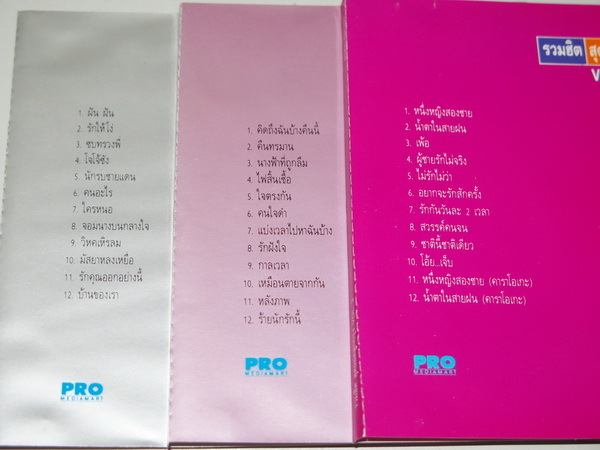 1. ฝัน ฝัน
2. รักให้โง่
3. ซบทรวงพี่
4. โจโจ้ซัง
5. นักรบชายแดน
6. คนอะไร
7. ใครหนอ
8. จอมนางบนกลางใจ
9. วิหคเหิรลม
10. มัสยาหลงเหยื่อ
11. รักคุณออกอย่างนี้
12. บ้านของเรา
PRO
MEDIAMART
1. คิดถึงฉันบ้างคืนนี้
2. คืนทรมาน
3. นางฟ้าที่ถูกลืม
4. ไฟสิ้นเชื้อ
5. ใจตรงกัน
6. คนใจดำ
7. แบ่งเวลาไปหาฉันบ้าง
8. รักฝังใจ
9. กาลเวลา
10. เหมือนตายจากกัน
11. หลังภาพ
12. ร้ายนักรักนี้
PRO
MEDIAMART
รวมฮิต
1. หนึ่งหญิงสองชาย
2. น้ำตาในสายฝน
3. เพ้อ
4. ผู้ชายรักไม่จริง
5. ไม่รักไม่ว่า
6. อยากจะรักสักครั้ง
7. รักกันวันละ 2 เวลา
8. สวรรค์คนจน
9. ชาตินี้ชาติเดียว
10. โอ้ย...เจ็บ
11. หนึ่งหญิงสองชาย (คาราโอเกะ)
12. น้ำตาในสายฝน (คาราโอเกะ)
PRO
MEDIAMART